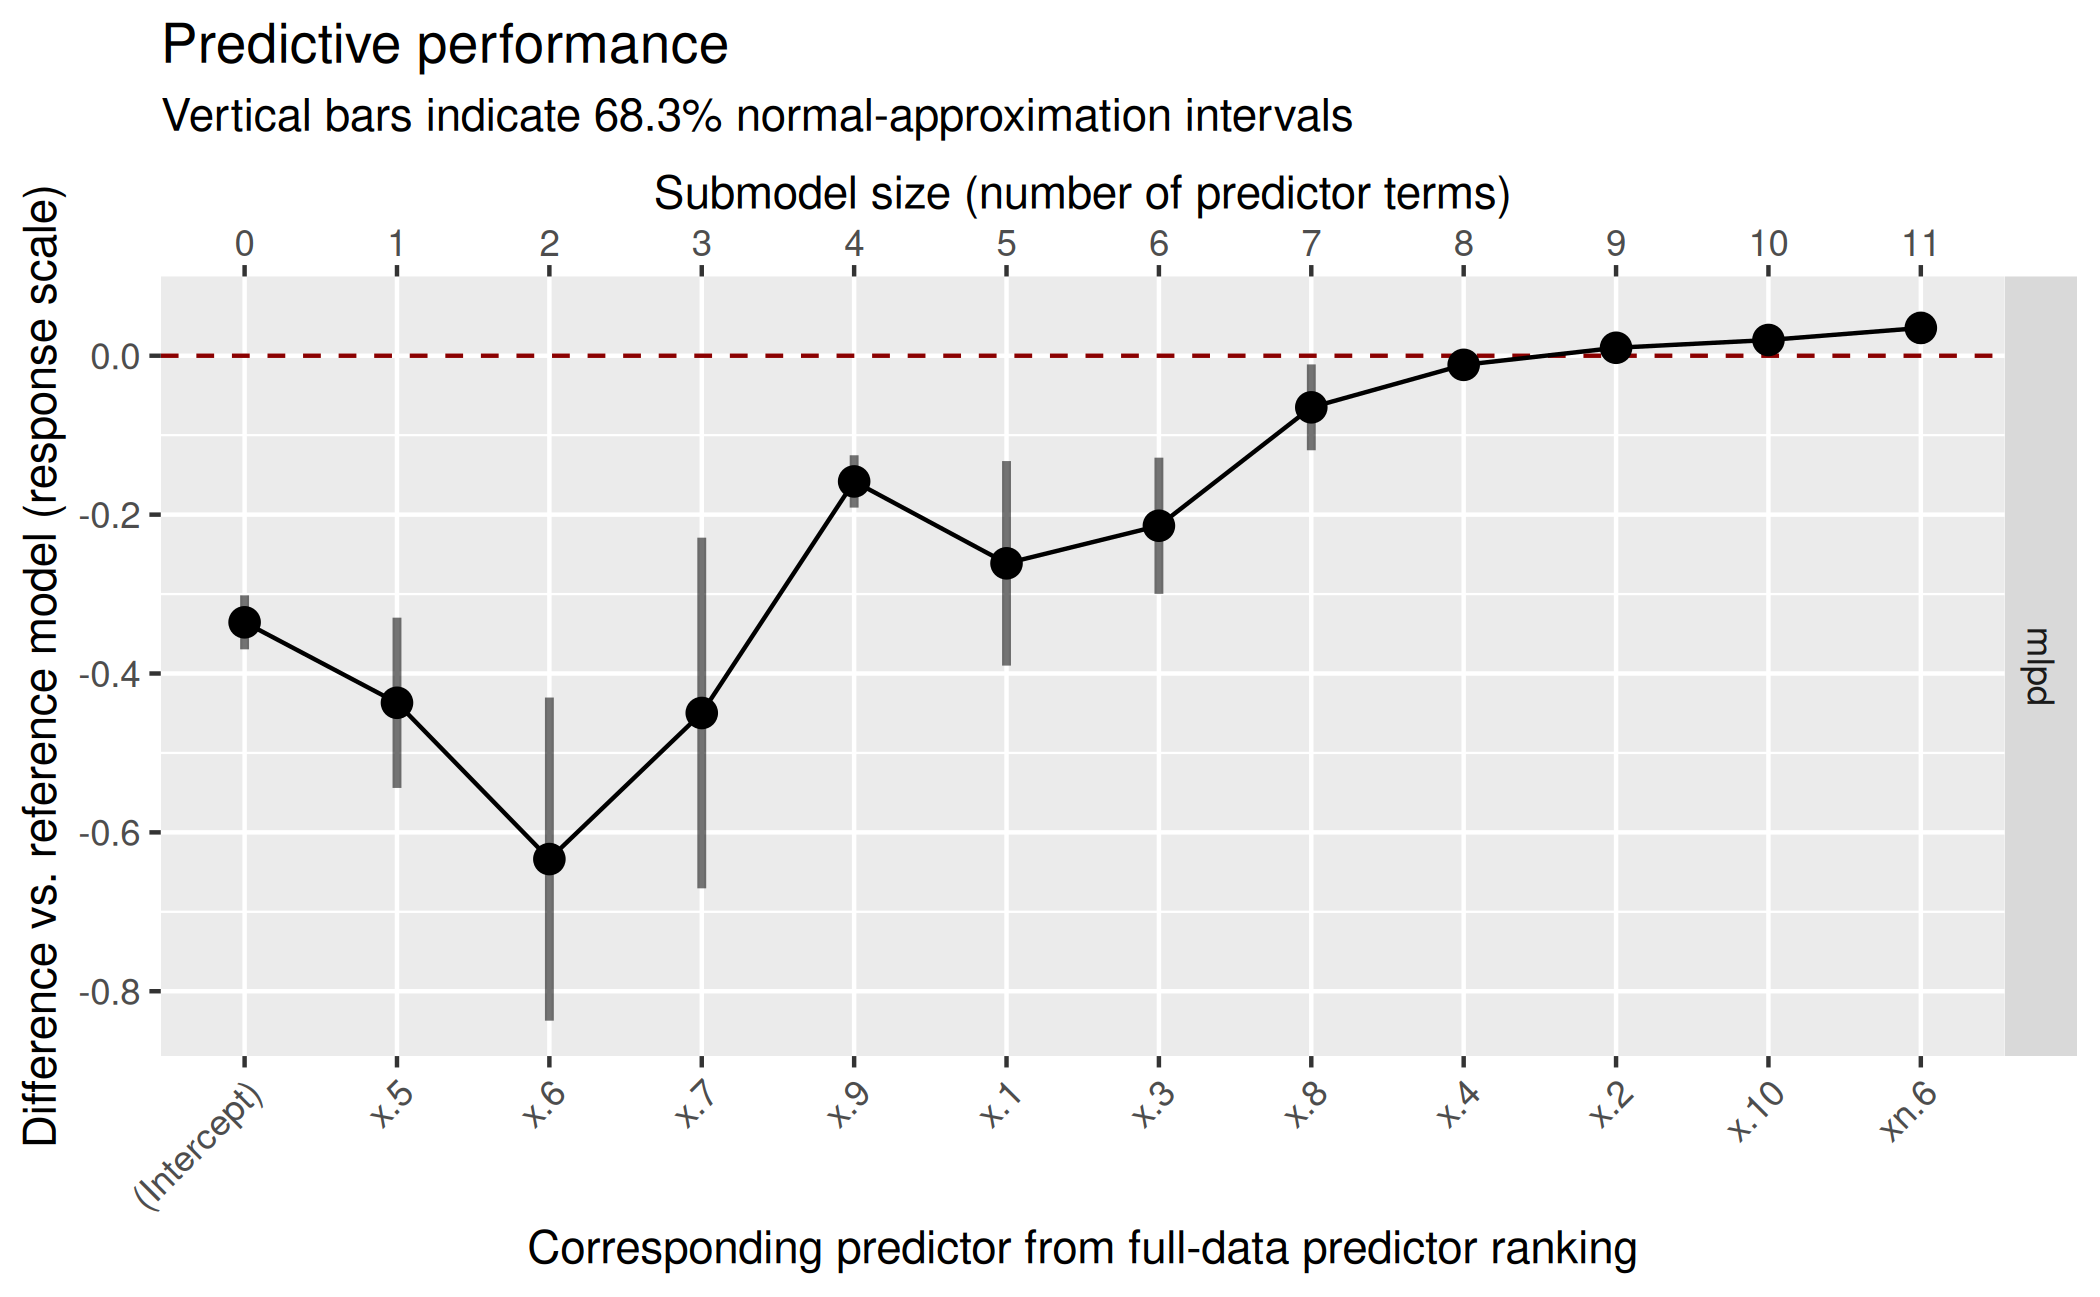 Predictive performance
Vertical bars indicate 68.3% normal-approximation intervals
Submodel size (number of predictor terms)
0 1 2 3 4 5 6 7 8 9 10 11
Difference vs. reference model (response scale)
0.0
-0.2
-0.4
-0.6
-0.8
mlpd
(Intercept) x.5 x.6 x.7 x.9 x.1 x.3 x.8 x.4 x.2 x.10 xn.6
Corresponding predictor from full-data predictor ranking